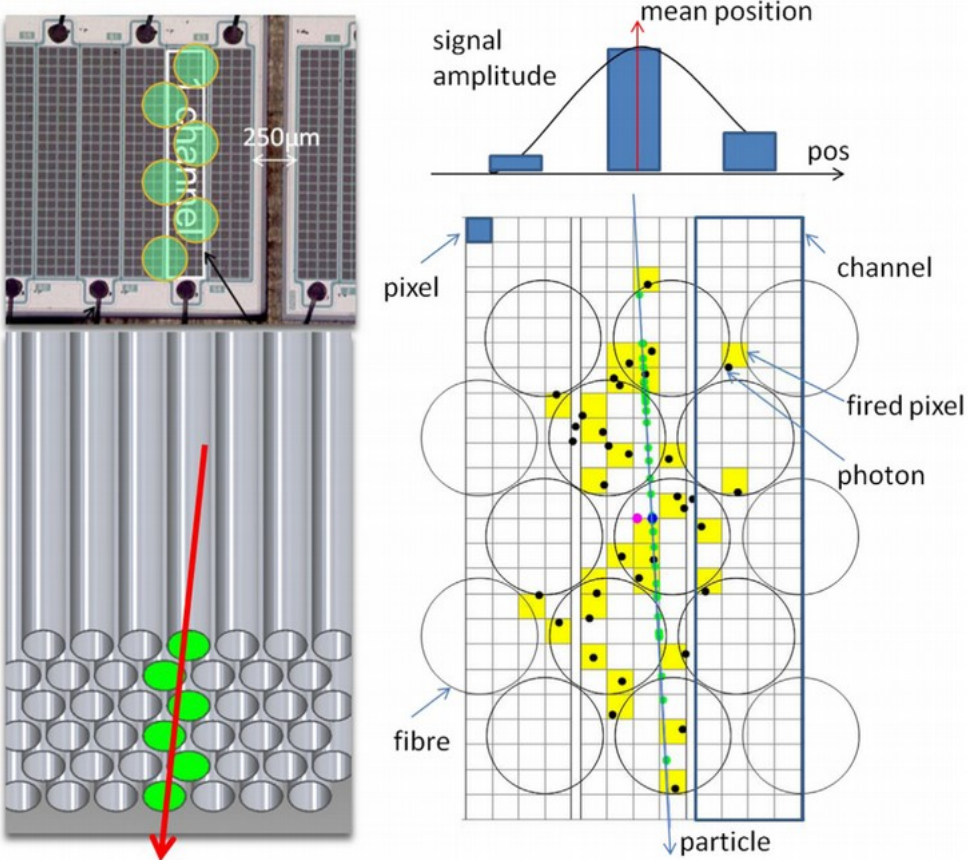 1 channel
250µm
mean position
signal
amplitude
pos
pixel
channel
fired pixel
photon
fibre
particle